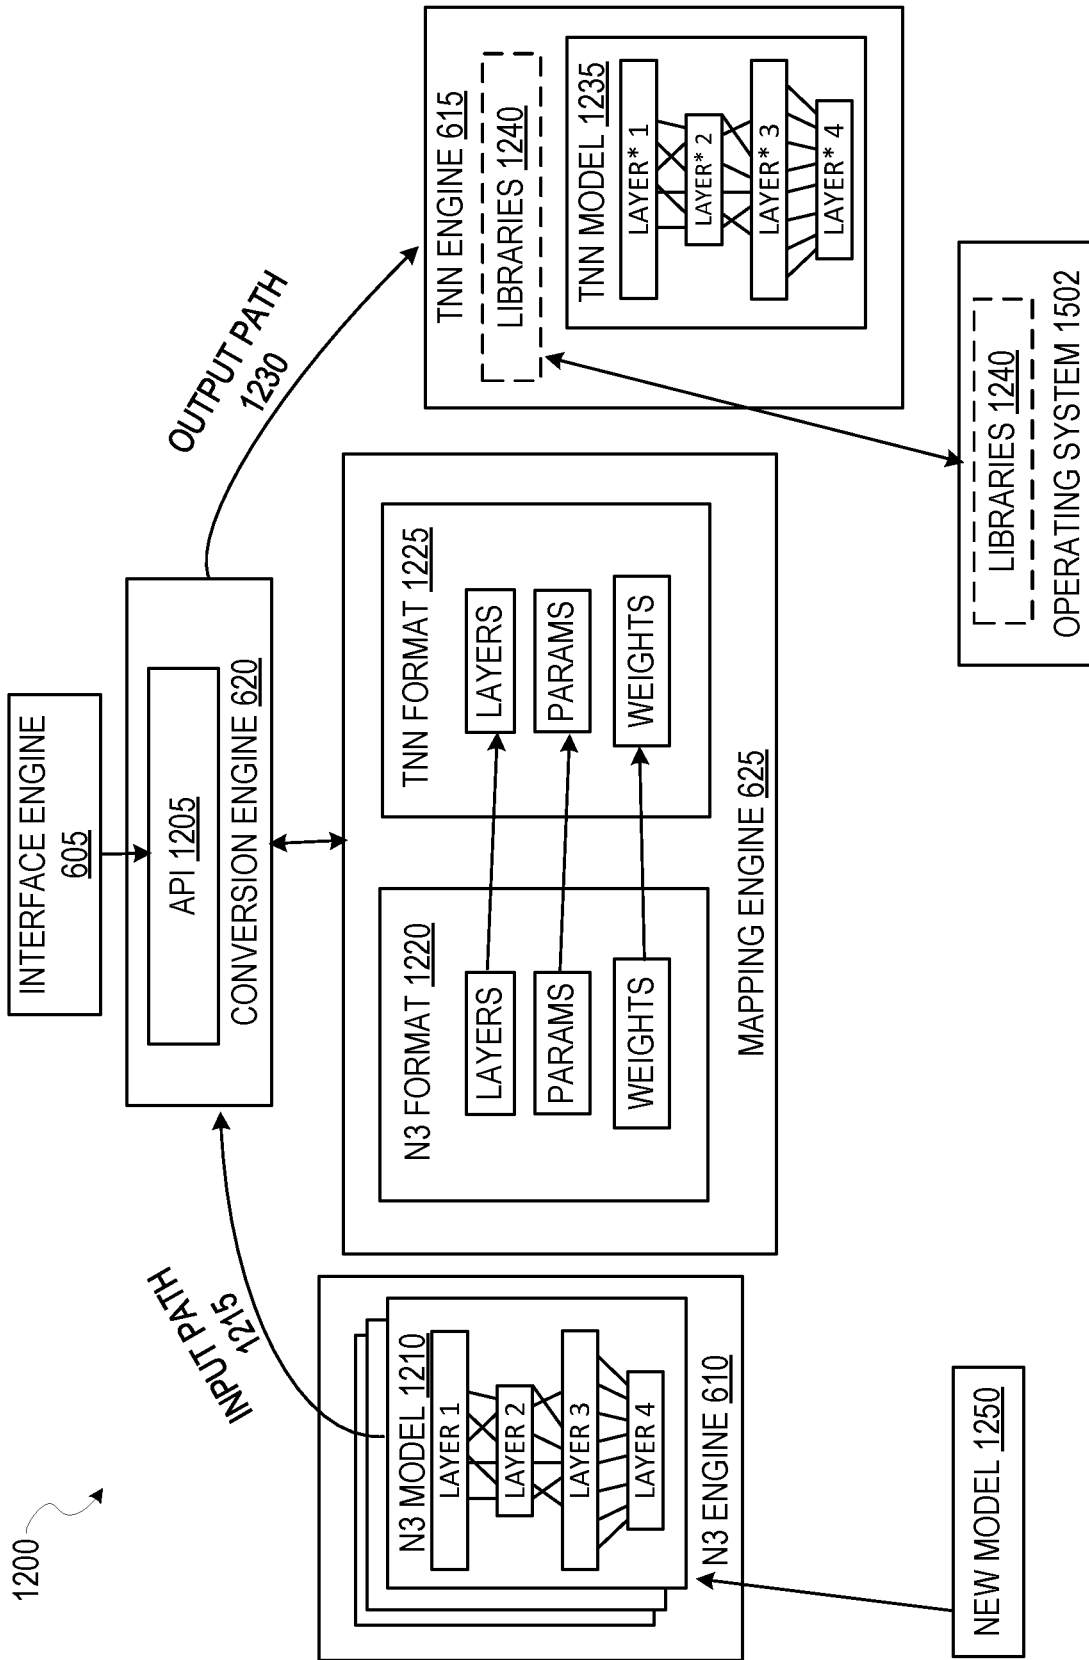 1200
INTERFACE ENGINE
605
API 1205
CONVERSION ENGINE 620
INPUT PATH
1215
OUTPUT PATH
1230
N3 MODEL 1210
LAYER 1
LAYER 2
LAYER 3
LAYER 4
N3 ENGINE 610
NEW MODEL 1250
N3 FORMAT 1220
LAYERS
PARAMS
WEIGHTS
TNN FORMAT 1225
LAYERS
PARAMS
WEIGHTS
MAPPING ENGINE 625
TNN ENGINE 615
LIBRARIES 1240
TNN MODEL 1235
LAYER* 1
LAYER* 2
LAYER* 3
LAYER* 4
LIBRARIES 1240
OPERATING SYSTEM 1502